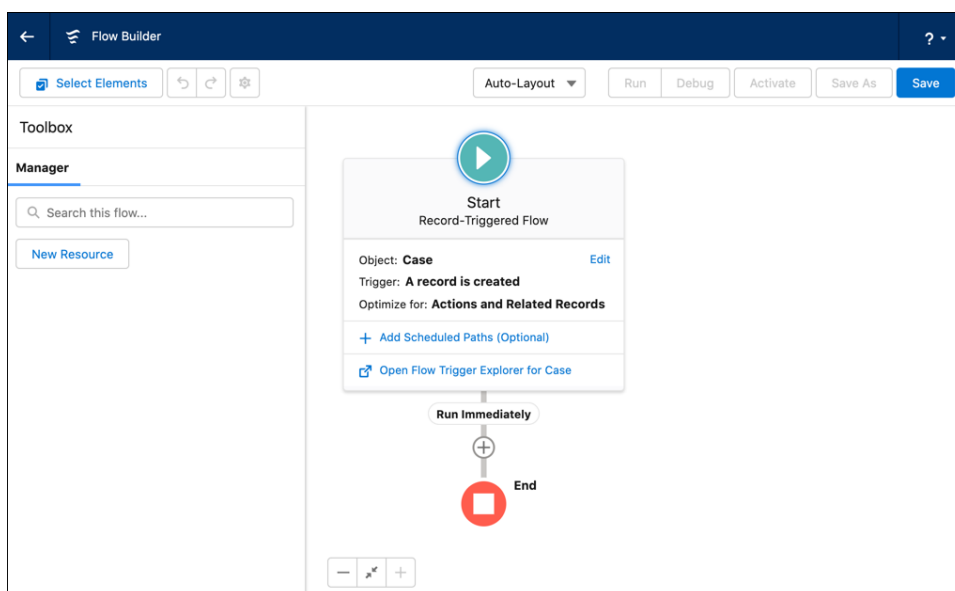 Flow Builder
?
Select Elements
Auto-Layout
Run
Debug
Activate
Save As
Save
Toolbox
Manager
Search this flow...
New Resource
Start
Record-Triggered Flow
Object: Case
Edit
Trigger: A record is created
Optimize for: Actions and Related Records
Add Scheduled Paths (Optional)
Open Flow Trigger Explorer for Case
Run Immediately
End